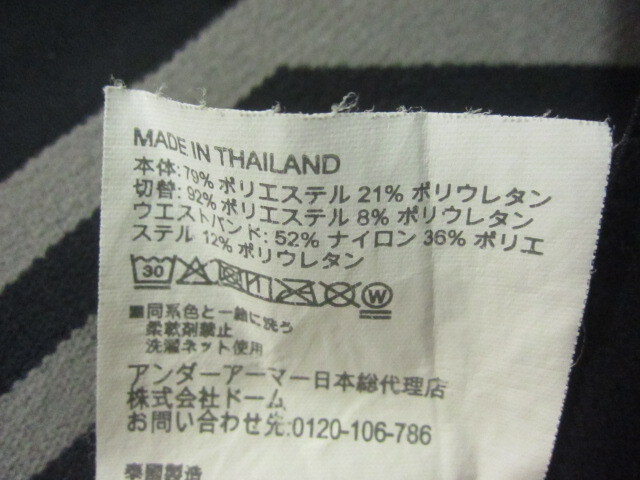 MADE IN THAILAND
本体: 79% ポリエステル 21% ポリウレタン
切替: 92% ポリエステル 8% ポリウレタン
ウエストバンド: 52% ナイロン 36% ポリエ
ステル 12% ポリウレタン
30 W
■同系色と一緒に洗う
柔軟剤禁止
洗濯ネット使用
アンダーアーマー日本総代理店
株式会社ドーム
お問い合わせ先:0120-106-786
泰國製造